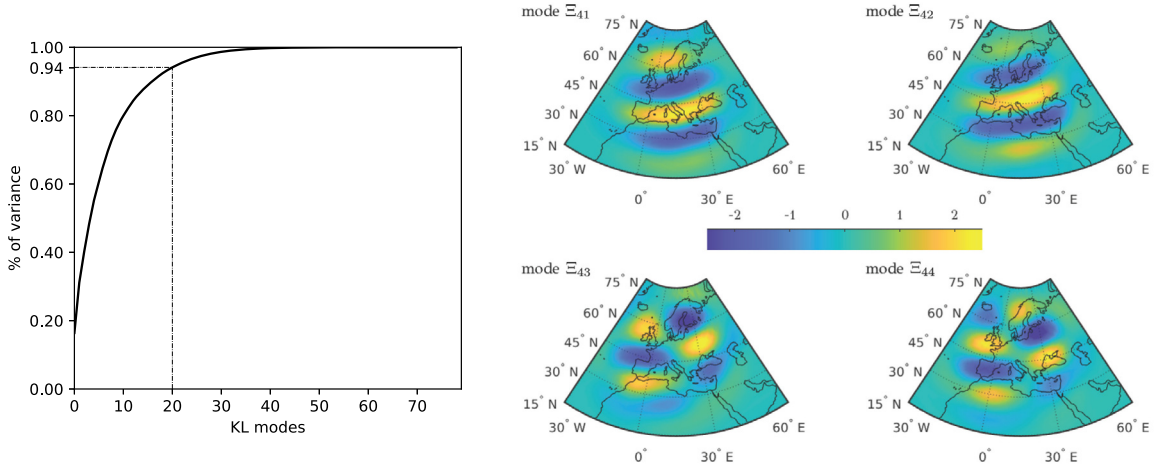 1.00
0.94
0.80
0.60
0.40
0.20
0.00
% of variance
0 10 20 30 40 50 60 70
KL modes
mode Ξ41
75° N
60° N
45° N
30° N
15° N
30° W
0°
30° E
60° E
mode Ξ42
75° N
60° N
45° N
30° N
15° N
30° W
0°
30° E
60° E
-2 -1 0 1 2
mode Ξ43
75° N
60° N
45° N
30° N
15° N
30° W
0°
30° E
60° E
mode Ξ44
75° N
60° N
45° N
30° N
15° N
30° W
0°
30° E
60° E